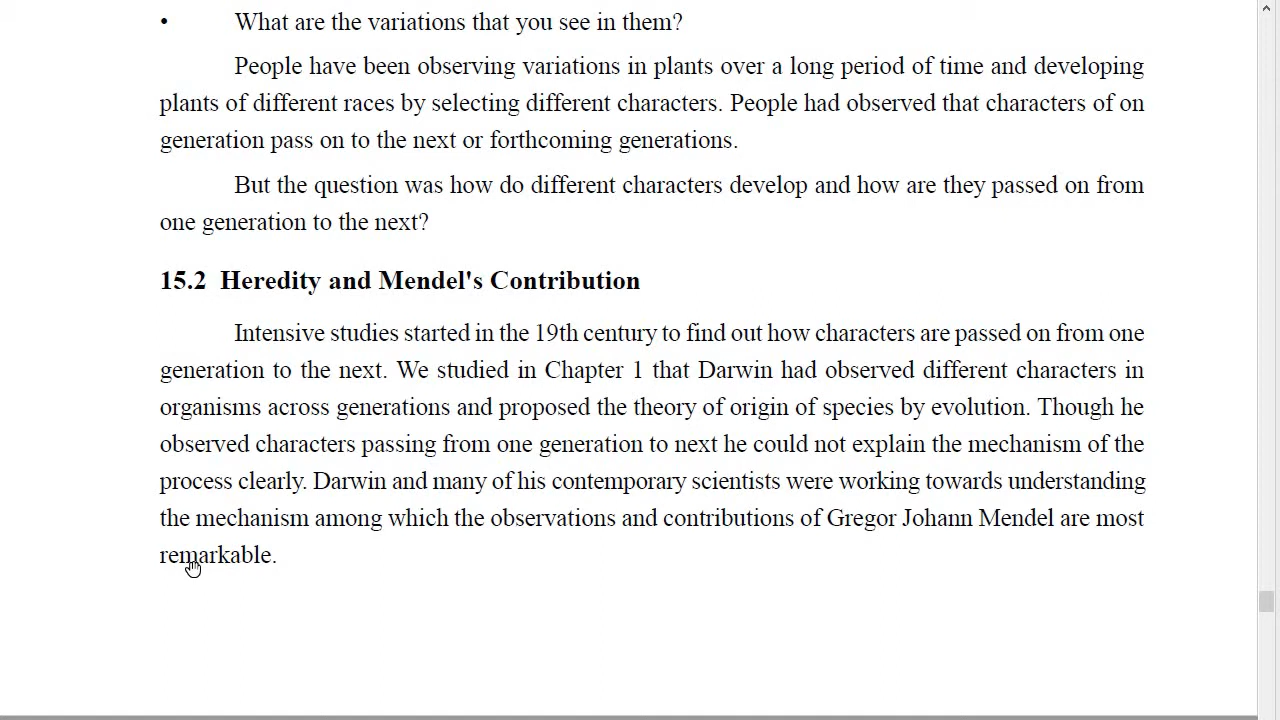 • What are the variations that you see in them?
People have been observing variations in plants over a long period of time and developing
plants of different races by selecting different characters. People had observed that characters of on
generation pass on to the next or forthcoming generations.
But the question was how do different characters develop and how are they passed on from
one generation to the next?
15.2 Heredity and Mendel's Contribution
Intensive studies started in the 19th century to find out how characters are passed on from one
generation to the next. We studied in Chapter 1 that Darwin had observed different characters in
organisms across generations and proposed the theory of origin of species by evolution. Though he
observed characters passing from one generation to next he could not explain the mechanism of the
process clearly. Darwin and many of his contemporary scientists were working towards understanding
the mechanism among which the observations and contributions of Gregor Johann Mendel are most
remarkable.